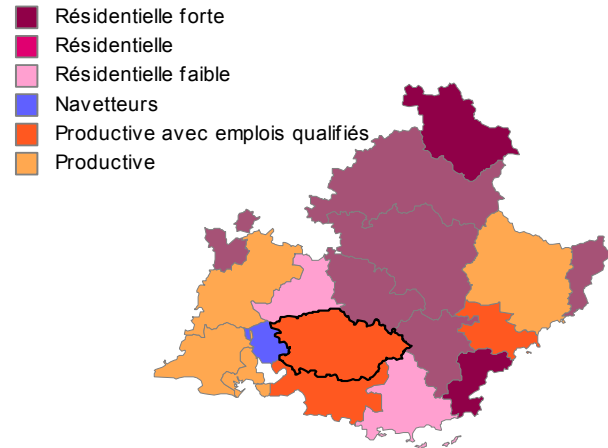 Résidentielle forte
Résidentielle
Résidentielle faible
Navetteurs
Productive avec emplois qualifiés
Productive